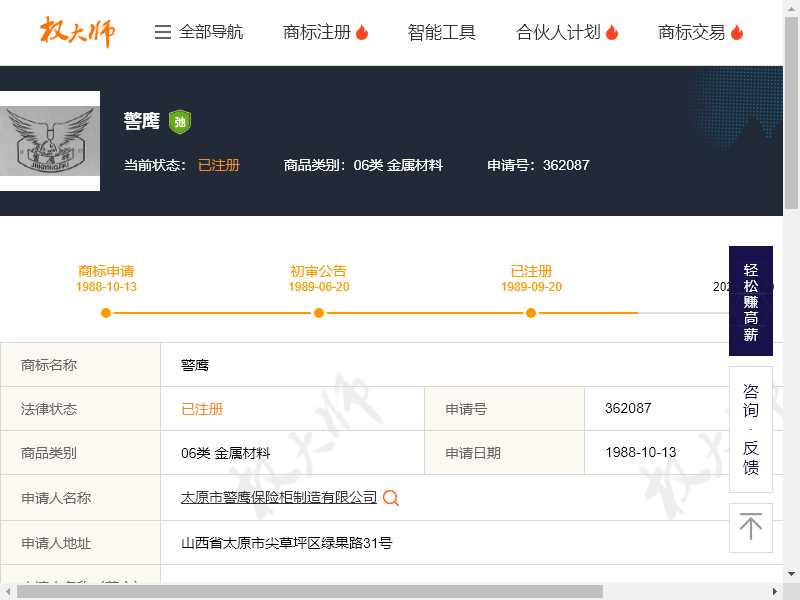 权大师
全部导航
商标注册
智能工具
合伙人计划
商标交易
警鹰
驰
当前状态： 已注册
商品类别：06类 金属材料
申请号：362087
商标申请
1988-10-13
初审公告
1989-06-20
已注册
1989-09-20
轻松赚高薪
咨询·反馈
商标名称 警鹰
法律状态 已注册 申请号 362087
商品类别 06类 金属材料 申请日期 1988-10-13
申请人名称 太原市警鹰保险柜制造有限公司
申请人地址 山西省太原市尖草坪区绿果路31号
权大师